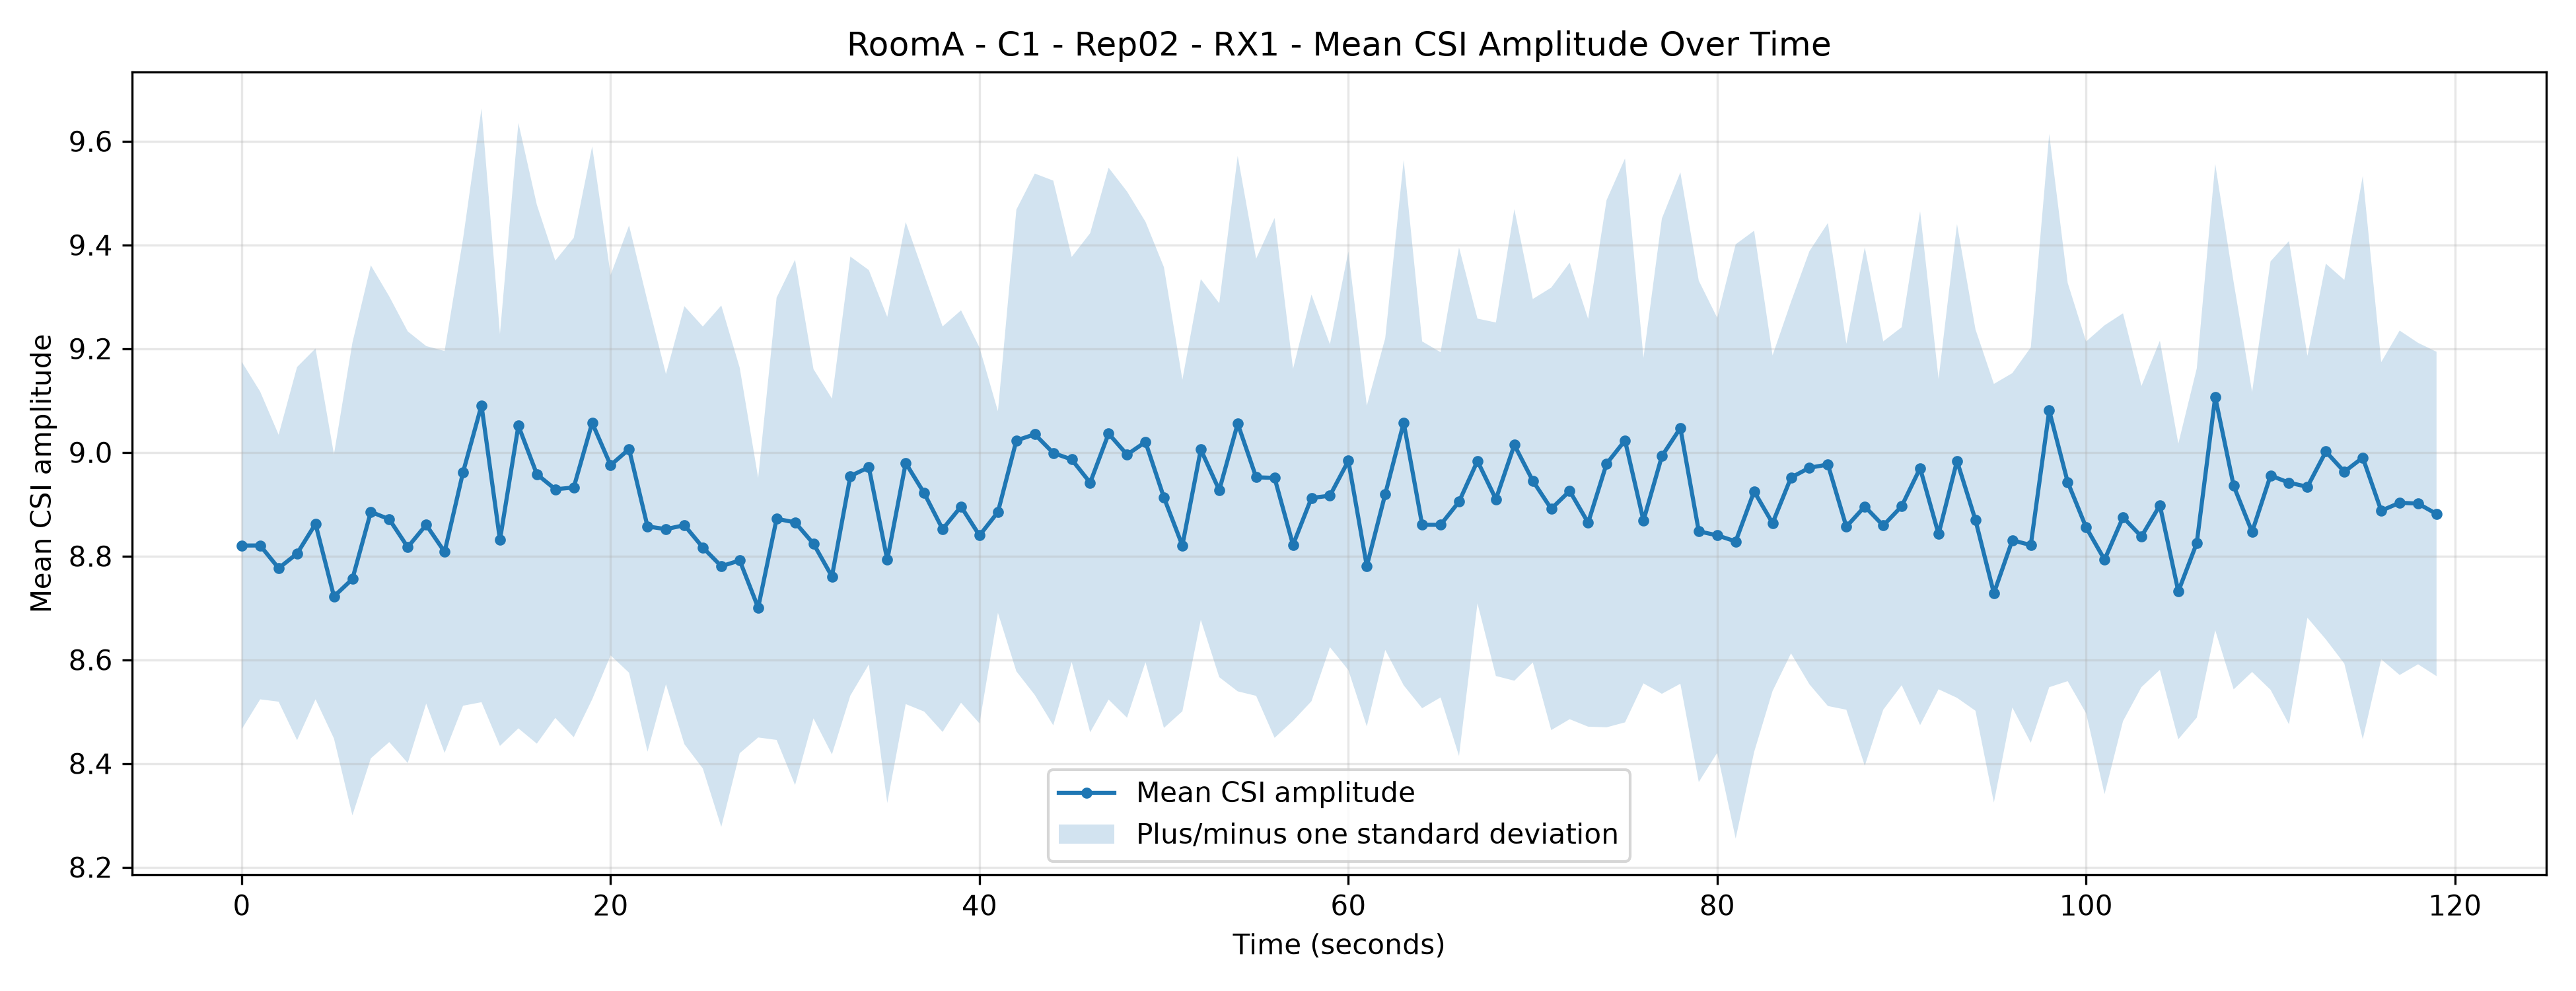 RoomA - C1 - Rep02 - RX1 - Mean CSI Amplitude Over Time
Mean CSI amplitude
9.6
9.4
9.2
9.0
8.8
8.6
8.4
8.2
Mean CSI amplitude
Plus/minus one standard deviation
0 20 40 60 80 100 120
Time (seconds)